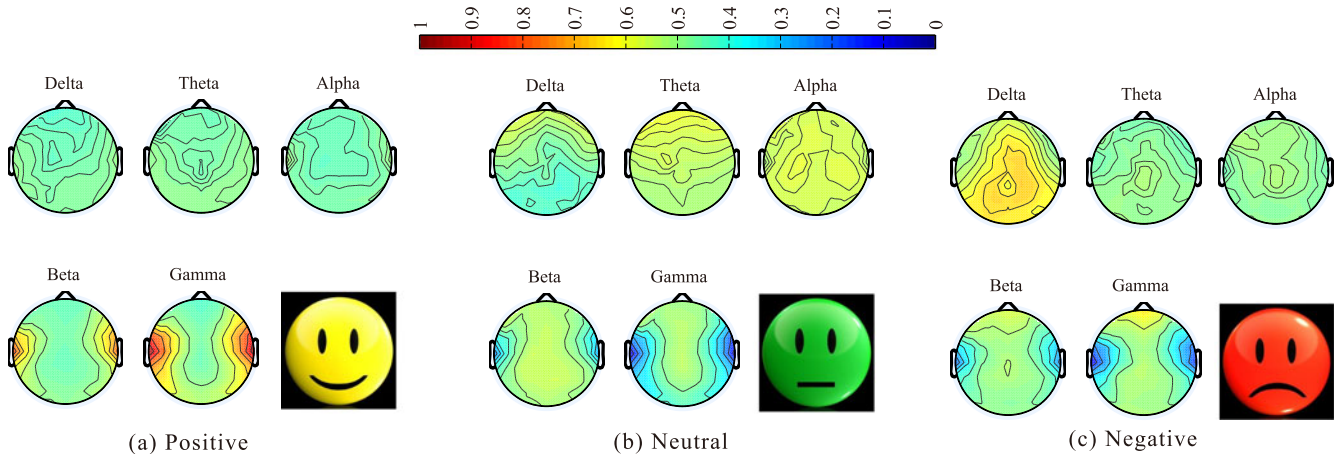 1 0.9 0.8 0.7 0.6 0.5 0.4 0.3 0.2 0.1 0
Delta Theta Alpha
Delta Theta Alpha
Delta Theta Alpha
Beta Gamma
Beta Gamma
Beta Gamma
(a) Positive
(b) Neutral
(c) Negative